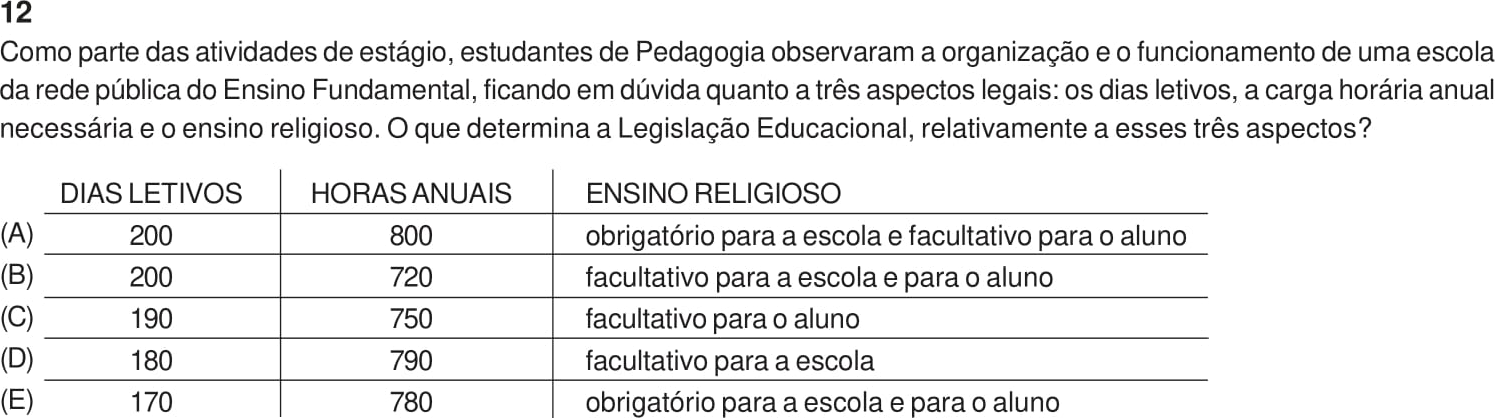 12
Como parte das atividades de estágio, estudantes de Pedagogia observaram a organização e o funcionamento de uma escola
da rede pública do Ensino Fundamental, ficando em dúvida quanto a três aspectos legais: os dias letivos, a carga horária anual
necessária e o ensino religioso. O que determina a Legislação Educacional, relativamente a esses três aspectos?
DIAS LETIVOS HORAS ANUAIS ENSINO RELIGIOSO
(A) 200 800 obrigatório para a escola e facultativo para o aluno
(B) 200 720 facultativo para a escola e para o aluno
(C) 190 750 facultativo para o aluno
(D) 180 790 facultativo para a escola
(E) 170 780 obrigatório para a escola e para o aluno